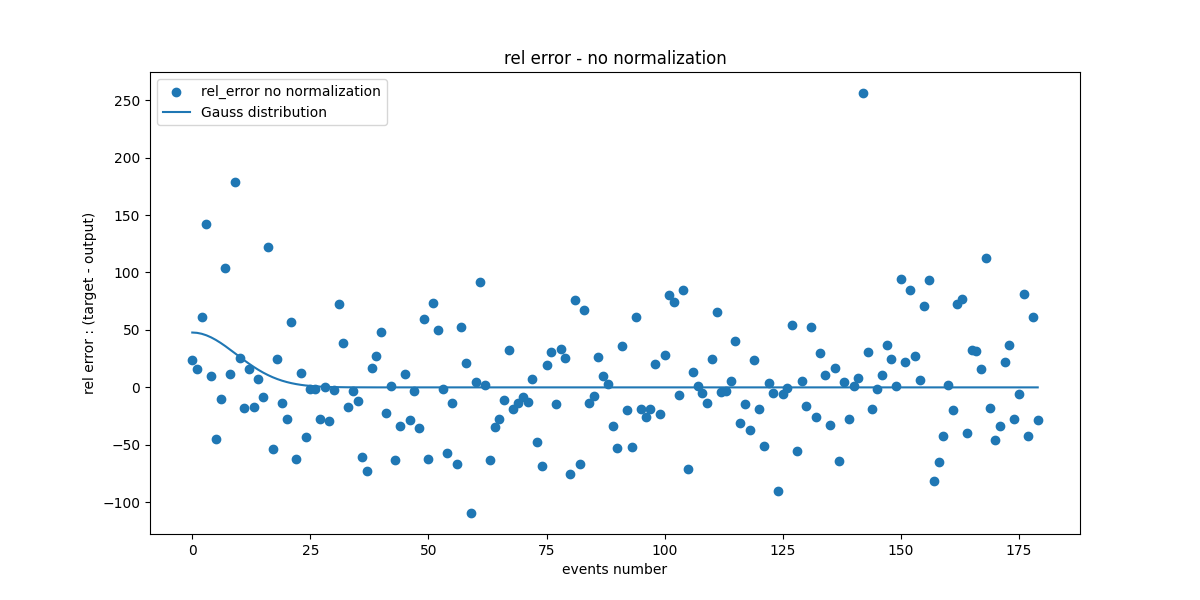 rel error - no normalization
rel_error no normalization
Gauss distribution
250
200
150
100
50
0
−50
−100
rel error : (target - output)
0 25 50 75 100 125 150 175
events number